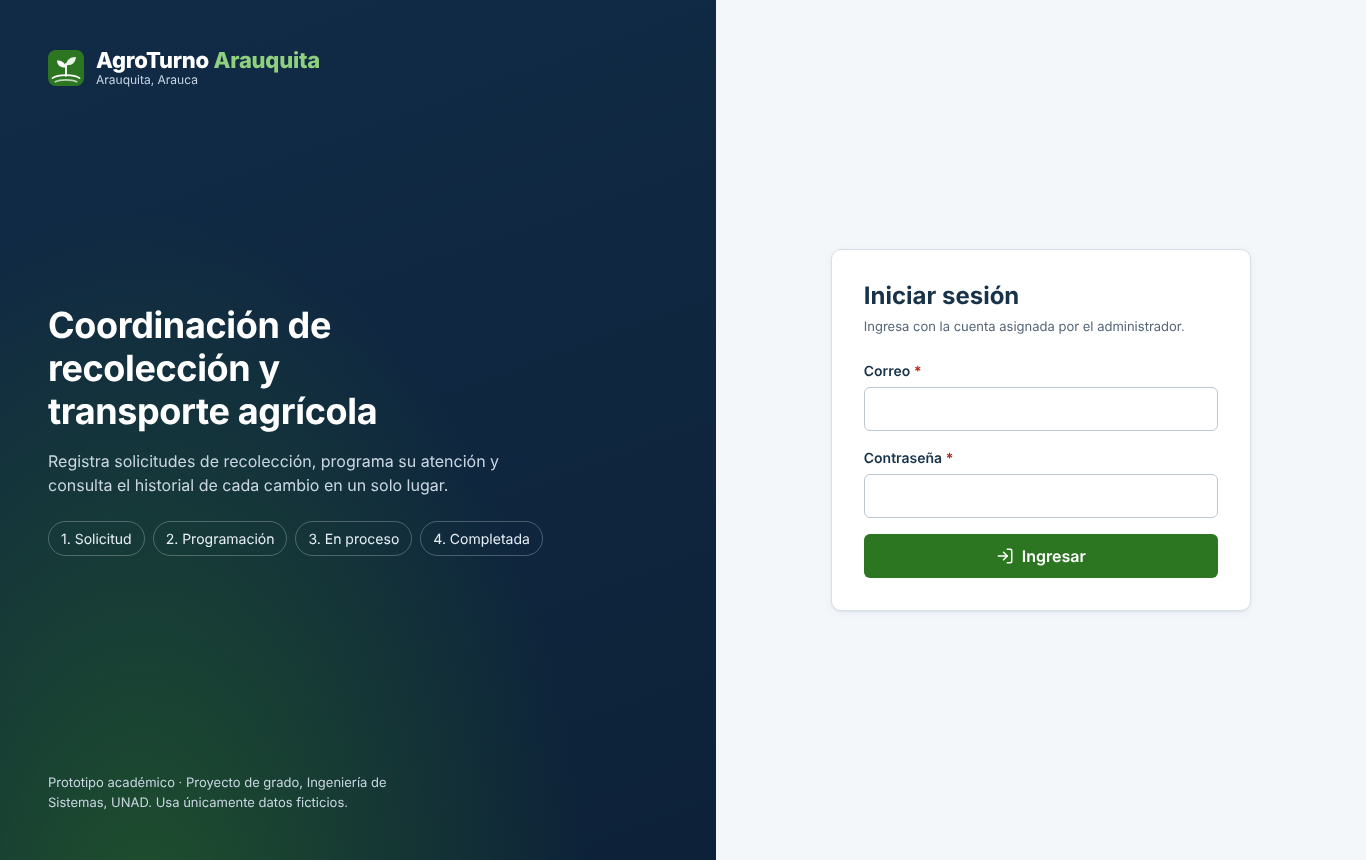 AgroTurno Arauquita
Arauquita, Arauca
Coordinación de
recolección y
transporte agrícola
Registra solicitudes de recolección, programa su atención y
consulta el historial de cada cambio en un solo lugar.
1. Solicitud
2. Programación
3. En proceso
4. Completada
Prototipo académico · Proyecto de grado, Ingeniería de
Sistemas, UNAD. Usa únicamente datos ficticios.
Iniciar sesión
Ingresa con la cuenta asignada por el administrador.
Correo *
Contraseña *
Ingresar